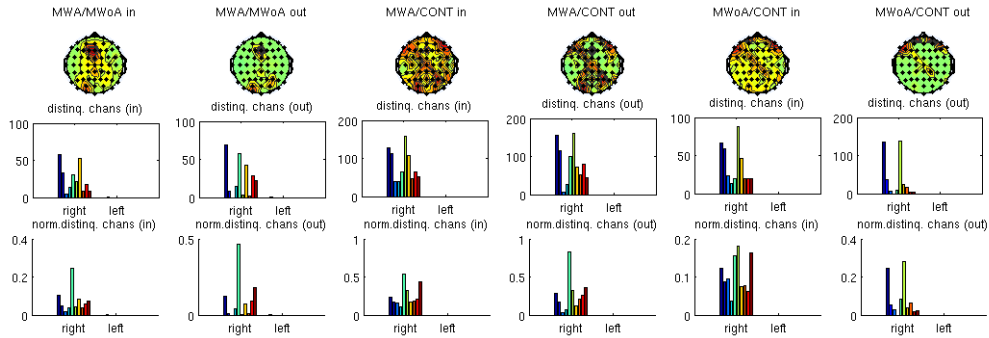 MWA/MWoA in MWA/MWoA out MWA/CONT in MWA/CONT out MWoA/CONT in MWoA/CONT out
distinq. chans (in) distinq. chans (out) distinq. chans (in) distinq. chans (out) distinq. chans (in) distinq. chans (out)
100 100 200 200 100 200
50 50 100 100 50 100
0 0 0 0 0 0
right left right left right left right left right left right left
norm.distinq. chans (in) norm.distinq. chans (out) norm.distinq. chans (in) norm.distinq. chans (out) norm.distinq. chans (in) norm.distinq. chans (out)
0.4 0.5 1 1 0.2 0.4
0.2 0.5 0.5 0.1 0.2
0 0 0 0 0 0
right left right left right left right left right left right left